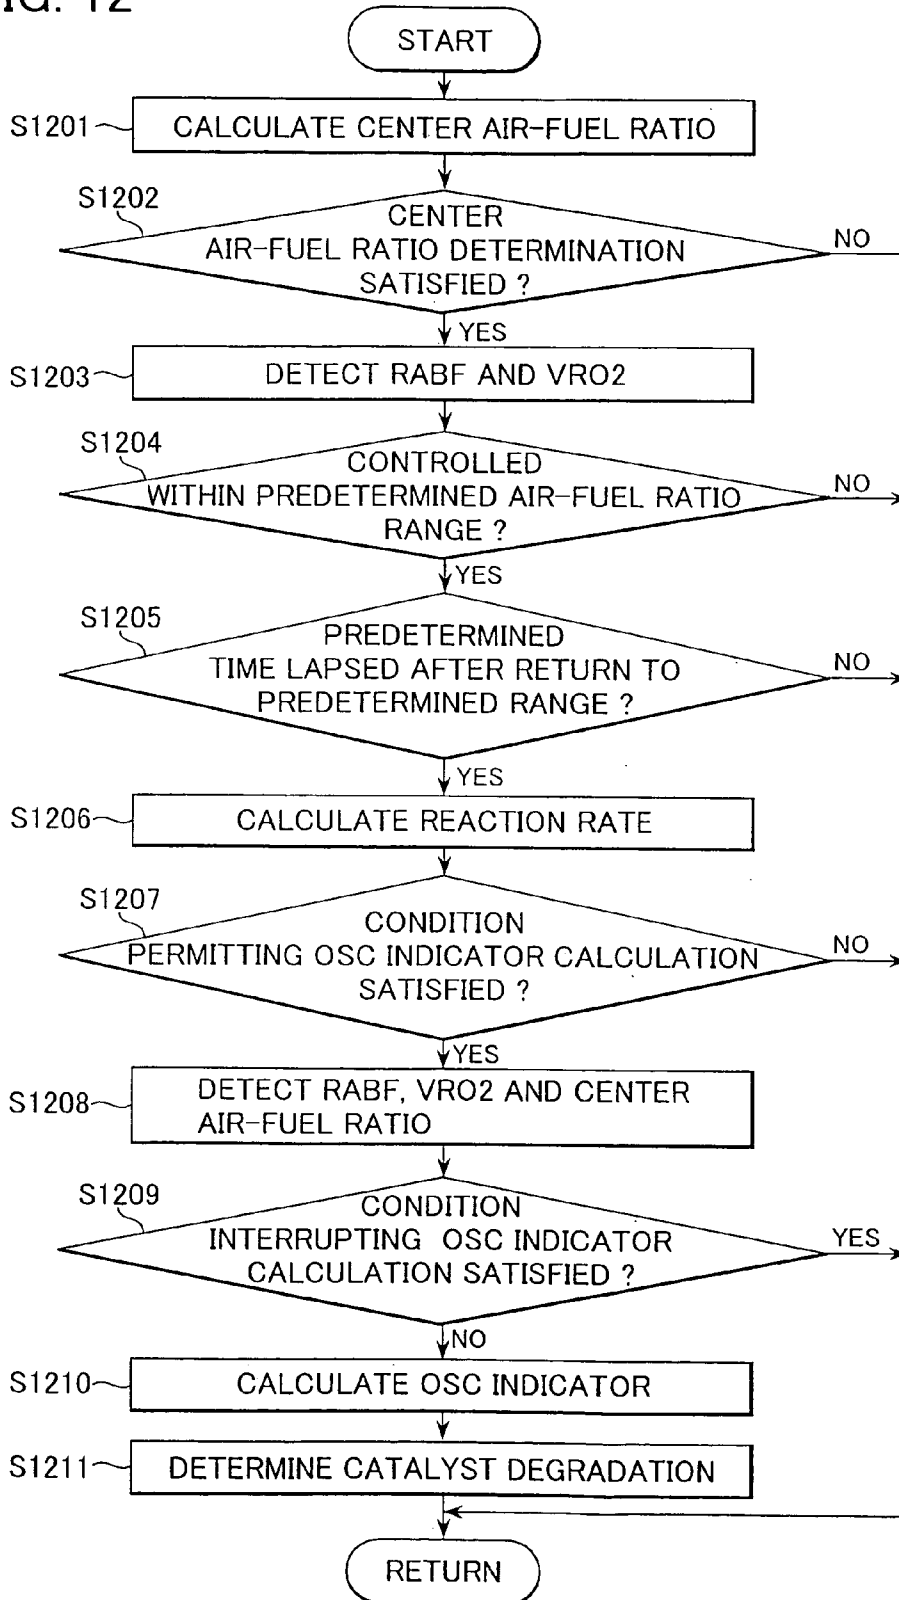 FIG. 12
START
S1201
CALCULATE CENTER AIR-FUEL RATIO
S1202
CENTER
AIR-FUEL RATIO DETERMINATION
SATISFIED ?
NO
YES
S1203
DETECT RABF AND VRO2
S1204
CONTROLLED
WITHIN PREDETERMINED AIR-FUEL RATIO
RANGE ?
NO
YES
S1205
PREDETERMINED
TIME LAPSED AFTER RETURN TO
PREDETERMINED RANGE ?
NO
YES
S1206
CALCULATE REACTION RATE
S1207
CONDITION
PERMITTING OSC INDICATOR CALCULATION
SATISFIED ?
NO
YES
S1208
DETECT RABF, VRO2 AND CENTER
AIR-FUEL RATIO
S1209
CONDITION
INTERRUPTING OSC INDICATOR
CALCULATION SATISFIED ?
YES
NO
S1210
CALCULATE OSC INDICATOR
S1211
DETERMINE CATALYST DEGRADATION
RETURN